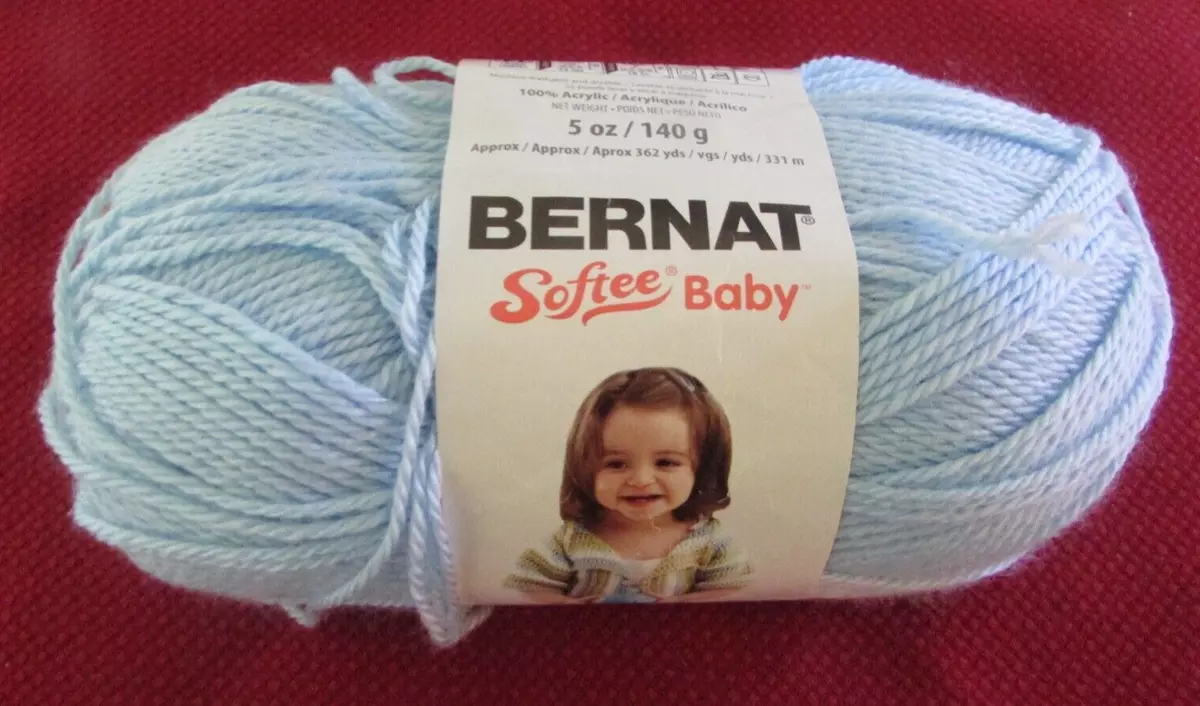 100% Acrylic / Acrylique / Acrílico
NET WEIGHT • POIDS NET • PESO NETO
5 oz / 140 g
Approx / Approx / Aprox 362 yds / vgs / yds / 331 m
BERNAT®
Softee® Baby™